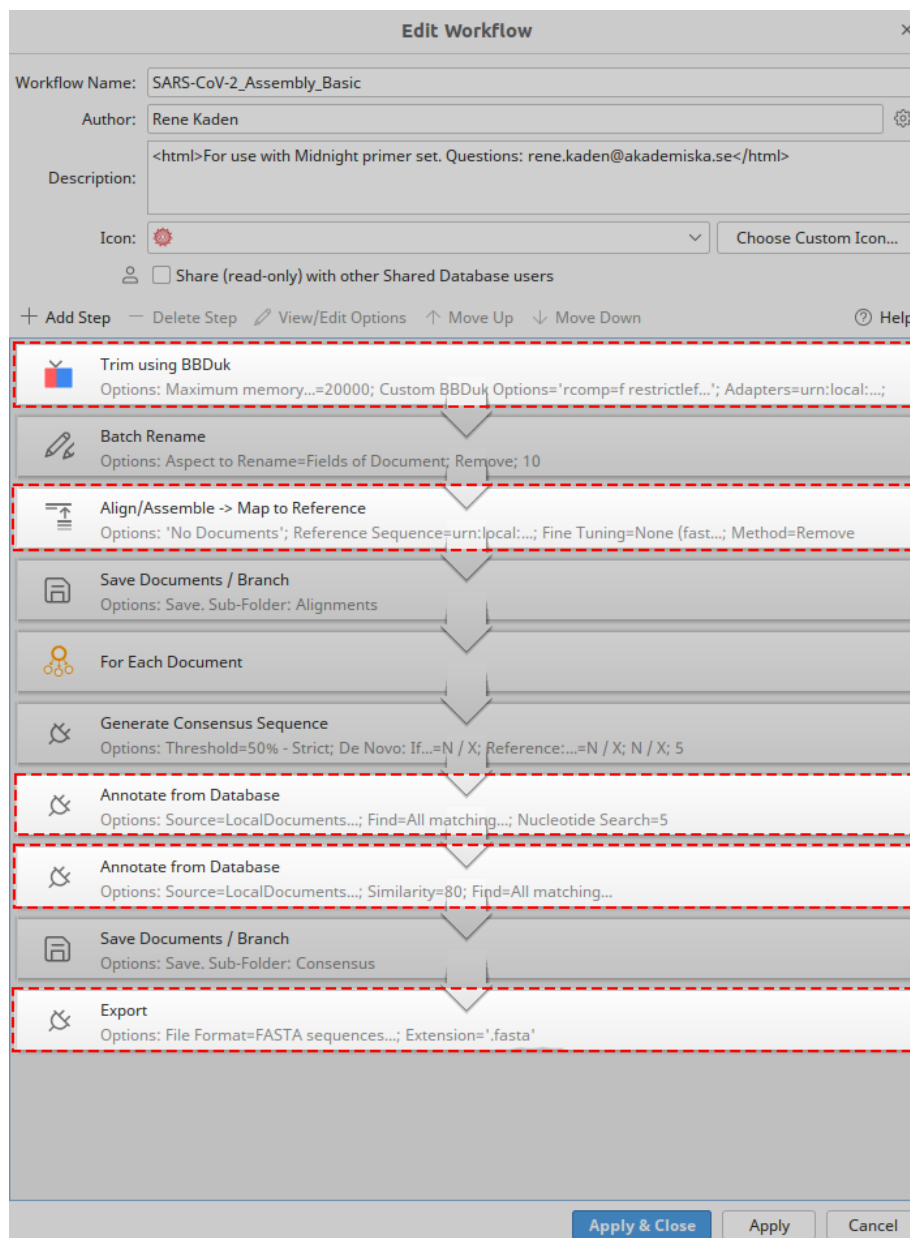 Edit Workflow
Workflow Name: SARS-CoV-2_Assembly_Basic
Author: Rene Kaden
Description: <html>For use with Midnight primer set. Questions: rene.kaden@akademiska.se</html>
Icon: Choose Custom Icon...
Share (read-only) with other Shared Database users
Add Step Delete Step View/Edit Options Move Up Move Down Help
Trim using BBDuk
Options: Maximum memory...=20000; Custom BBDuk Options='rcomp=f restrictlef...'; Adapters=urn:local:...;
Batch Rename
Options: Aspect to Rename=Fields of Document; Remove; 10
Align/Assemble -> Map to Reference
Options: 'No Documents'; Reference Sequence=urn:local:...; Fine Tuning=None (fast...; Method=Remove
Save Documents / Branch
Options: Save. Sub-Folder: Alignments
For Each Document
Generate Consensus Sequence
Options: Threshold=50% - Strict; De Novo: If...=N / X; Reference:...=N / X; N / X; 5
Annotate from Database
Options: Source=LocalDocuments...; Find=All matching...; Nucleotide Search=5
Annotate from Database
Options: Source=LocalDocuments...; Similarity=80; Find=All matching...
Save Documents / Branch
Options: Save. Sub-Folder: Consensus
Export
Options: File Format=FASTA sequences...; Extension='.fasta'
Apply & Close Apply Cancel